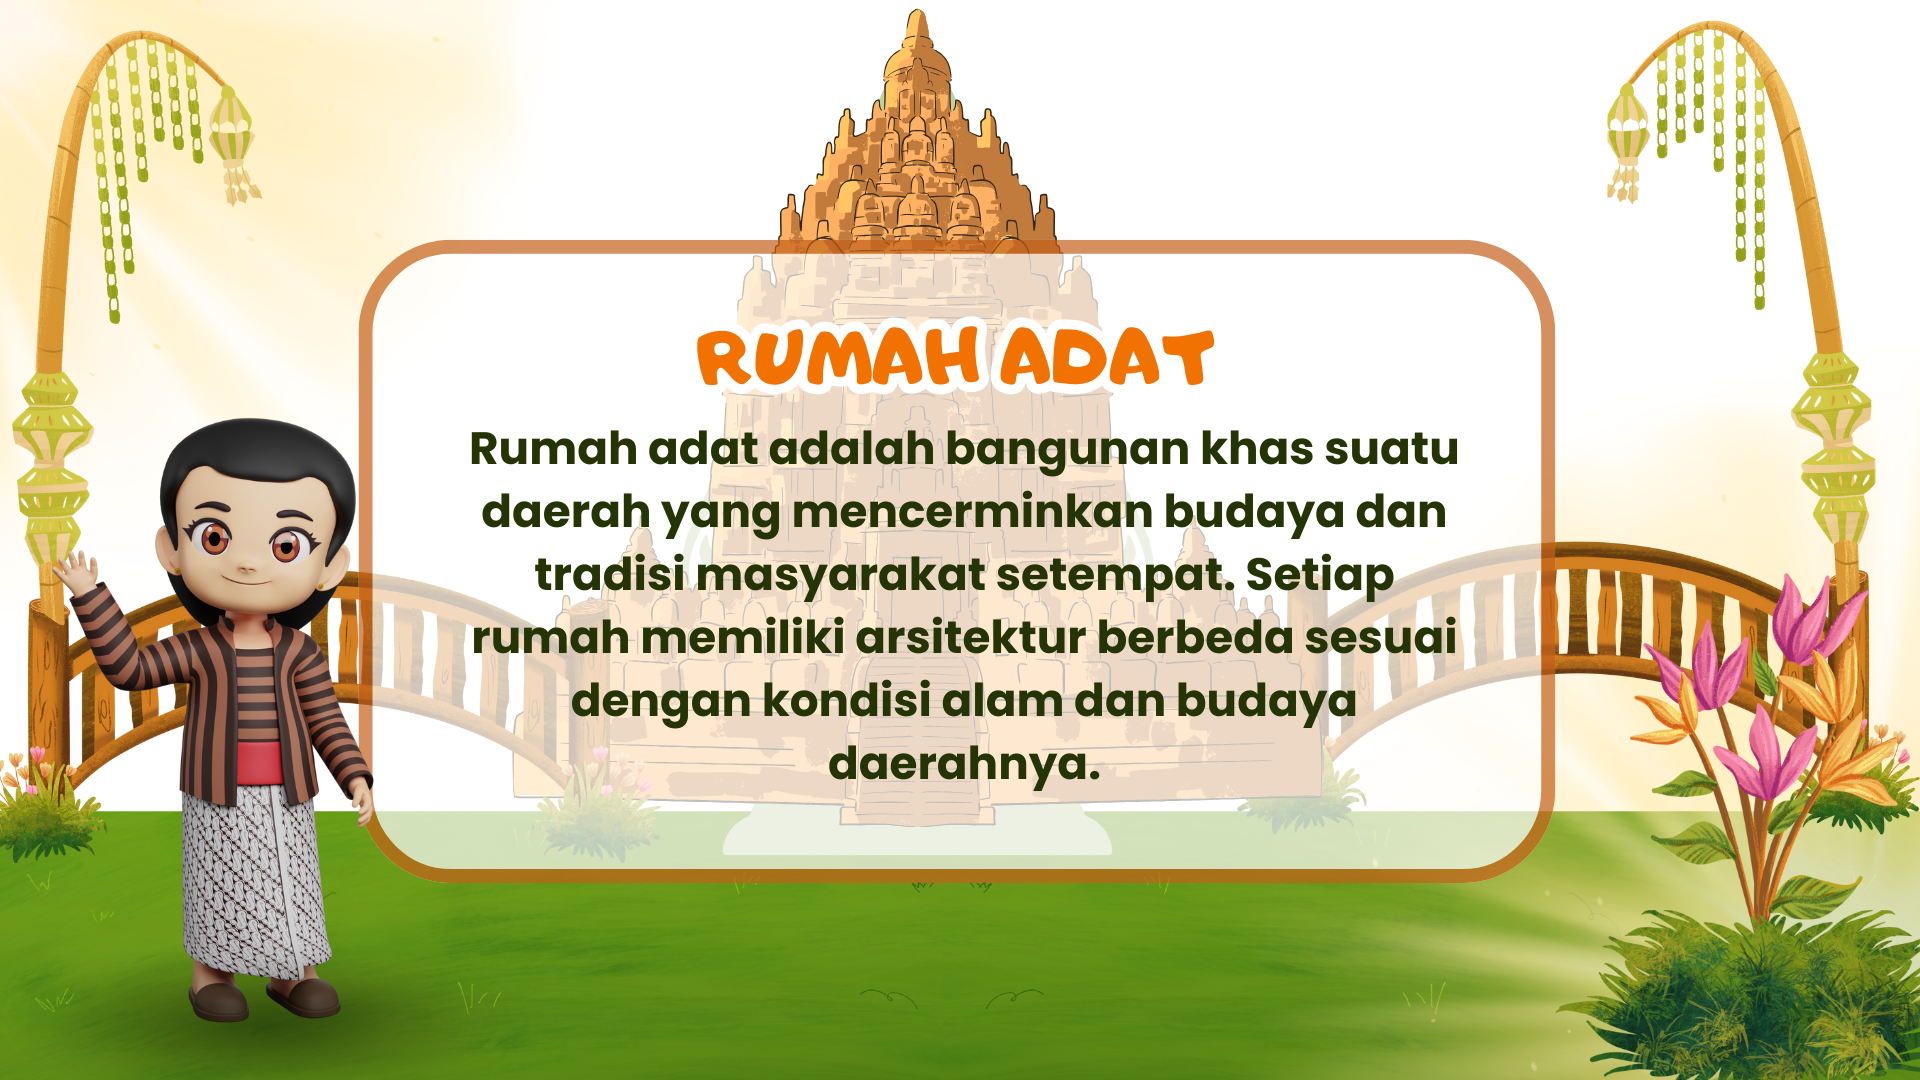 RUMAH ADAT
Rumah adat adalah bangunan khas suatu
daerah yang mencerminkan budaya dan
tradisi masyarakat setempat. Setiap
rumah memiliki arsitektur berbeda sesuai
dengan kondisi alam dan budaya
daerahnya.